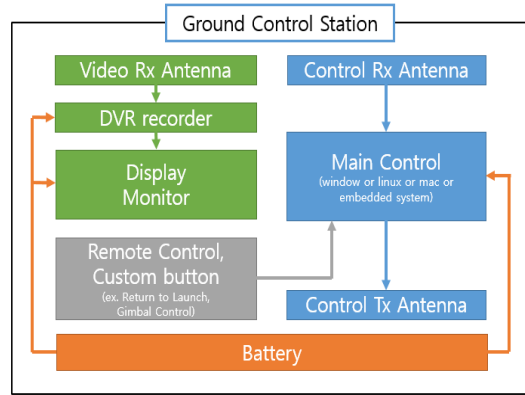 Ground Control Station
Video Rx Antenna
DVR recorder
Display
Monitor
Remote Control,
Custom button
(ex. Return to Launch,
Gimbal Control)
Control Rx Antenna
Main Control
(window or linux or mac or
embedded system)
Control Tx Antenna
Battery